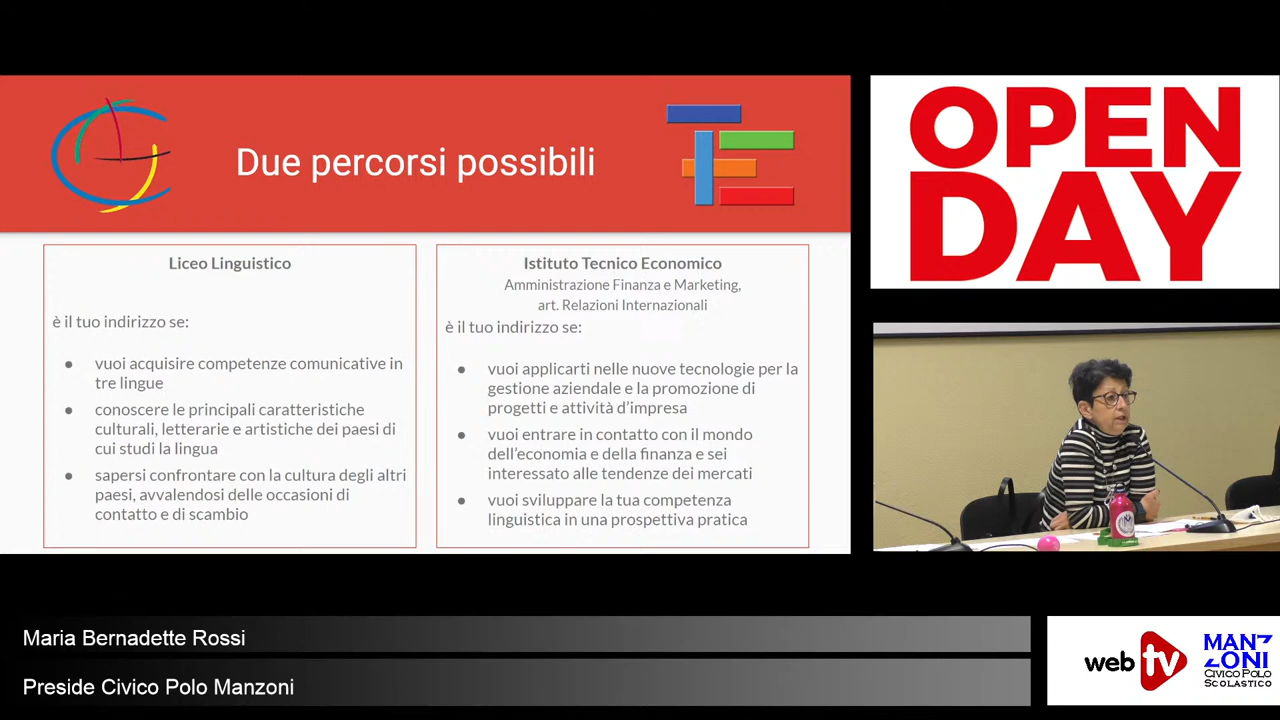 Due percorsi possibili
Liceo Linguistico
è il tuo indirizzo se:
● vuoi acquisire competenze comunicative in
tre lingue
● conoscere le principali caratteristiche
culturali, letterarie e artistiche dei paesi di
cui studi la lingua
● sapersi confrontare con la cultura degli altri
paesi, avvalendosi delle occasioni di
contatto e di scambio
Istituto Tecnico Economico
Amministrazione Finanza e Marketing,
art. Relazioni Internazionali
è il tuo indirizzo se:
● vuoi applicarti nelle nuove tecnologie per la
gestione aziendale e la promozione di
progetti e attività d'impresa
● vuoi entrare in contatto con il mondo
dell'economia e della finanza e sei
interessato alle tendenze dei mercati
● vuoi sviluppare la tua competenza
linguistica in una prospettiva pratica
OPEN
DAY
Maria Bernadette Rossi
Preside Civico Polo Manzoni
web tv
MANZ
ZONI
CIVICO POLO
SCOLASTICO